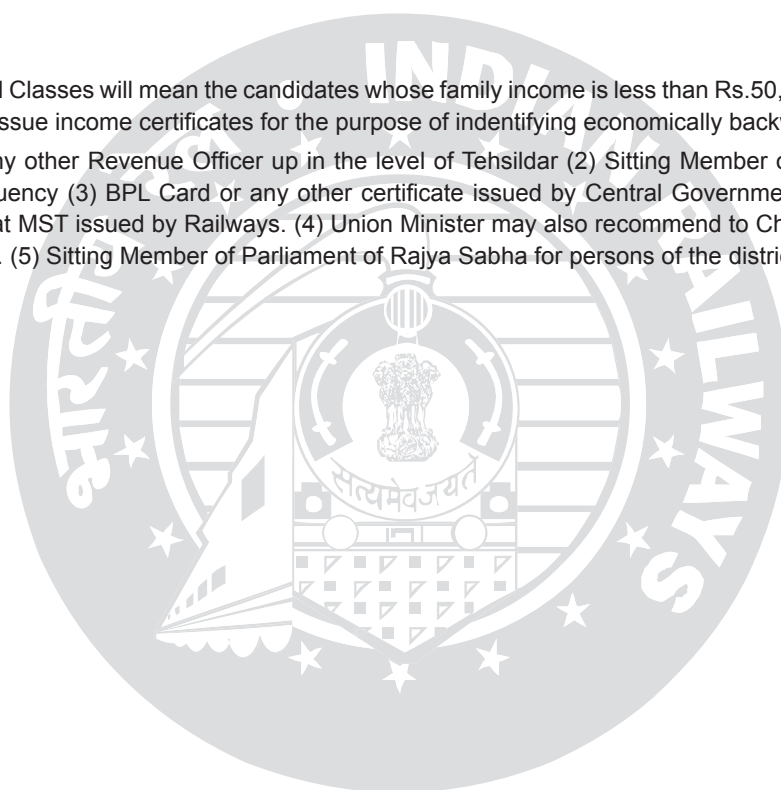 l Classes will mean the candidates whose family income is less than Rs.50,
issue income certificates for the purpose of indentifying economically backw
ny other Revenue Officer up in the level of Tehsildar (2) Sitting Member o
uency (3) BPL Card or any other certificate issued by Central Governme
at MST issued by Railways. (4) Union Minister may also recommend to Ch
. (5) Sitting Member of Parliament of Rajya Sabha for persons of the distri
भारतीय रेल • INDIAN RAILWAYS
सत्यमेव जयते